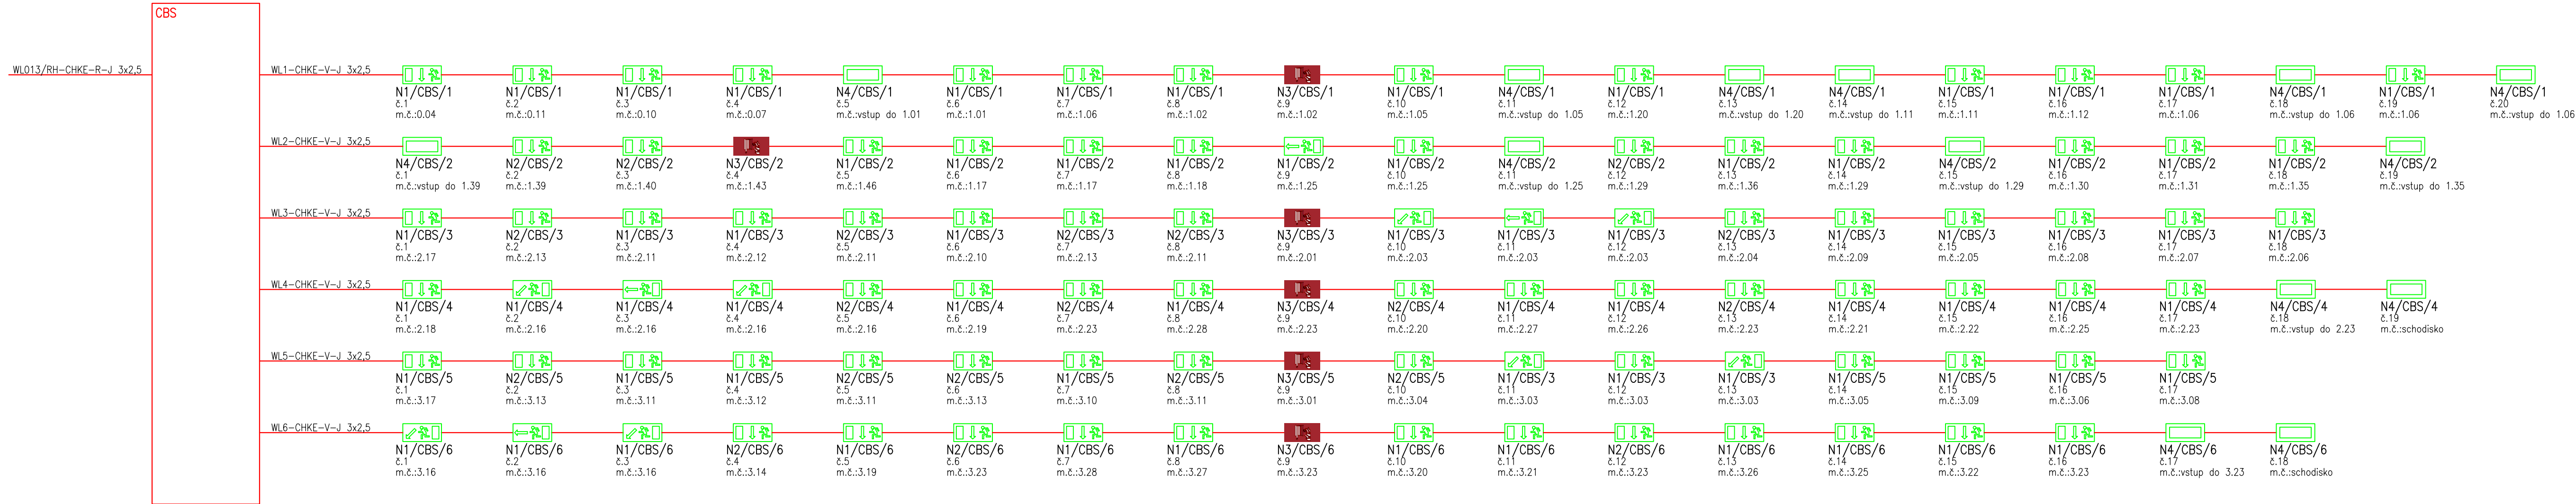 CBS
WL013/RH-CHKE-R-J 3x2,5
WL1-CHKE-V-J 3x2,5
N1/CBS/1 N1/CBS/1 N1/CBS/1 N1/CBS/1 N4/CBS/1 N1/CBS/1 N1/CBS/1 N1/CBS/1 N3/CBS/1 N1/CBS/1 N4/CBS/1 N1/CBS/1 N4/CBS/1 N4/CBS/1 N1/CBS/1 N1/CBS/1 N1/CBS/1 N4/CBS/1 N1/CBS/1 N4/CBS/1
č.1 č.2 č.3 č.4 č.5 č.6 č.7 č.8 č.9 č.10 č.11 č.12 č.13 č.14 č.15 č.16 č.17 č.18 č.19 č.20
m.č.:0.04 m.č.:0.11 m.č.:0.10 m.č.:0.07 m.č.:vstup do 1.01 m.č.:1.01 m.č.:1.06 m.č.:1.02 m.č.:1.02 m.č.:1.05 m.č.:vstup do 1.05 m.č.:1.20 m.č.:vstup do 1.20 m.č.:vstup do 1.11 m.č.:1.11 m.č.:1.12 m.č.:1.06 m.č.:vstup do 1.06 m.č.:1.06 m.č.:vstup do 1.06
WL2-CHKE-V-J 3x2,5
N4/CBS/2 N2/CBS/2 N2/CBS/2 N3/CBS/2 N1/CBS/2 N1/CBS/2 N1/CBS/2 N1/CBS/2 N1/CBS/2 N1/CBS/2 N4/CBS/2 N2/CBS/2 N1/CBS/2 N1/CBS/2 N4/CBS/2 N1/CBS/2 N1/CBS/2 N1/CBS/2 N4/CBS/2
č.1 č.2 č.3 č.4 č.5 č.6 č.7 č.8 č.9 č.10 č.11 č.12 č.13 č.14 č.15 č.16 č.17 č.18 č.19
m.č.:vstup do 1.39 m.č.:1.39 m.č.:1.40 m.č.:1.43 m.č.:1.46 m.č.:1.17 m.č.:1.17 m.č.:1.18 m.č.:1.25 m.č.:1.25 m.č.:vstup do 1.25 m.č.:1.29 m.č.:1.36 m.č.:1.29 m.č.:vstup do 1.29 m.č.:1.30 m.č.:1.31 m.č.:1.35 m.č.:vstup do 1.35
WL3-CHKE-V-J 3x2,5
N1/CBS/3 N2/CBS/3 N1/CBS/3 N1/CBS/3 N2/CBS/3 N1/CBS/3 N2/CBS/3 N2/CBS/3 N3/CBS/3 N1/CBS/3 N1/CBS/3 N1/CBS/3 N2/CBS/3 N1/CBS/3 N1/CBS/3 N1/CBS/3 N1/CBS/3 N1/CBS/3
č.1 č.2 č.3 č.4 č.5 č.6 č.7 č.8 č.9 č.10 č.11 č.12 č.13 č.14 č.15 č.16 č.17 č.18
m.č.:2.17 m.č.:2.13 m.č.:2.11 m.č.:2.12 m.č.:2.11 m.č.:2.10 m.č.:2.13 m.č.:2.11 m.č.:2.01 m.č.:2.03 m.č.:2.03 m.č.:2.03 m.č.:2.04 m.č.:2.09 m.č.:2.05 m.č.:2.08 m.č.:2.07 m.č.:2.06
WL4-CHKE-V-J 3x2,5
N1/CBS/4 N1/CBS/4 N1/CBS/4 N1/CBS/4 N2/CBS/4 N1/CBS/4 N2/CBS/4 N1/CBS/4 N3/CBS/4 N2/CBS/4 N1/CBS/4 N1/CBS/4 N2/CBS/4 N1/CBS/4 N1/CBS/4 N1/CBS/4 N1/CBS/4 N4/CBS/4 N4/CBS/4
č.1 č.2 č.3 č.4 č.5 č.6 č.7 č.8 č.9 č.10 č.11 č.12 č.13 č.14 č.15 č.16 č.17 č.18 č.19
m.č.:2.18 m.č.:2.16 m.č.:2.16 m.č.:2.16 m.č.:2.16 m.č.:2.19 m.č.:2.23 m.č.:2.28 m.č.:2.23 m.č.:2.20 m.č.:2.27 m.č.:2.26 m.č.:2.23 m.č.:2.21 m.č.:2.22 m.č.:2.25 m.č.:2.23 m.č.:vstup do 2.23 m.č.:schodisko
WL5-CHKE-V-J 3x2,5
N1/CBS/5 N2/CBS/5 N1/CBS/5 N1/CBS/5 N2/CBS/5 N2/CBS/5 N1/CBS/5 N2/CBS/5 N3/CBS/5 N2/CBS/5 N1/CBS/3 N1/CBS/3 N1/CBS/3 N1/CBS/5 N1/CBS/5 N1/CBS/5 N1/CBS/5
č.1 č.2 č.3 č.4 č.5 č.6 č.7 č.8 č.9 č.10 č.11 č.12 č.13 č.14 č.15 č.16 č.17
m.č.:3.17 m.č.:3.13 m.č.:3.11 m.č.:3.12 m.č.:3.11 m.č.:3.13 m.č.:3.10 m.č.:3.11 m.č.:3.01 m.č.:3.04 m.č.:3.03 m.č.:3.03 m.č.:3.03 m.č.:3.05 m.č.:3.09 m.č.:3.06 m.č.:3.08
WL6-CHKE-V-J 3x2,5
N1/CBS/6 N1/CBS/6 N1/CBS/6 N2/CBS/6 N1/CBS/6 N2/CBS/6 N1/CBS/6 N1/CBS/6 N3/CBS/6 N1/CBS/6 N1/CBS/6 N2/CBS/6 N1/CBS/6 N1/CBS/6 N1/CBS/6 N1/CBS/6 N4/CBS/6 N4/CBS/6
č.1 č.2 č.3 č.4 č.5 č.6 č.7 č.8 č.9 č.10 č.11 č.12 č.13 č.14 č.15 č.16 č.17 č.18
m.č.:3.16 m.č.:3.16 m.č.:3.16 m.č.:3.14 m.č.:3.19 m.č.:3.23 m.č.:3.28 m.č.:3.27 m.č.:3.23 m.č.:3.20 m.č.:3.21 m.č.:3.23 m.č.:3.26 m.č.:3.25 m.č.:3.22 m.č.:3.23 m.č.:vstup do 3.23 m.č.:schodisko